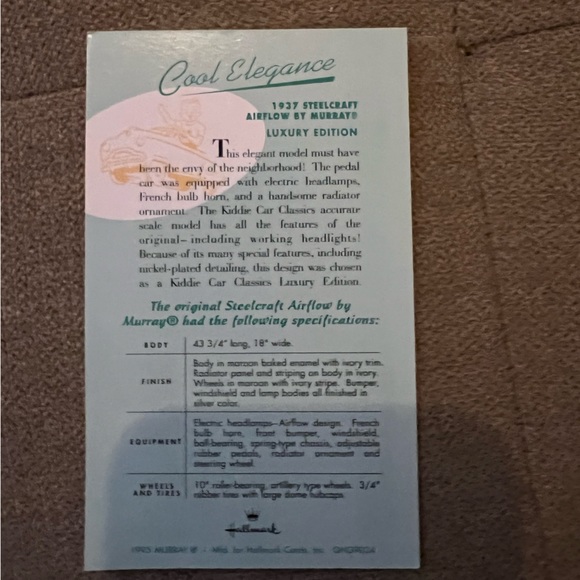 Cool Elegance
1937 STEELCRAFT
AIRFLOW BY MURRAY®
LUXURY EDITION
This elegant model must have
been the envy of the neighborhood! The pedal
car was equipped with electric headlamps,
French bulb horn, and a handsome radiator
ornament. The Kiddie Car Classics accurate
scale model has all the features of the
original–including working headlights!
Because of its many special features, including
nickel-plated detailing, this design was chosen
as a Kiddie Car Classics Luxury Edition.
The original Steelcraft Airflow by
Murray® had the following specifications:
BODY 43 3/4" long, 18" wide.
FINISH Body in maroon baked enamel with ivory trim.
Radiator panel and striping on body in ivory.
Wheels in maroon with ivory stripe. Bumper,
windshield and lamp bodies all finished in
silver color.
EQUIPMENT Electric headlamps–Airflow design. French
bulb horn, front bumper, windshield,
ball-bearing, spring-type chassis, adjustable
rubber pedals, radiator ornament and
steering wheel.
WHEELS AND TIRES 10" roller-bearing, artillery type wheels. 3/4"
rubber tires with large dome hubcaps.
Hallmark
1995 MURRAY ® - Mfd. for Hallmark Cards, Inc.